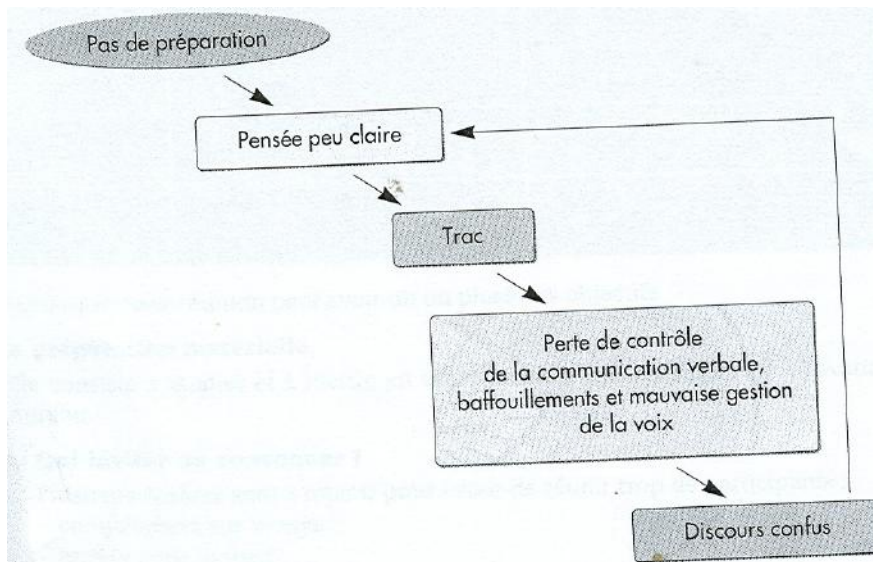 Pas de préparation
Pensée peu claire
Trac
Perte de contrôle
de la communication verbale,
baffouillements et mauvaise gestion
de la voix
Discours confus